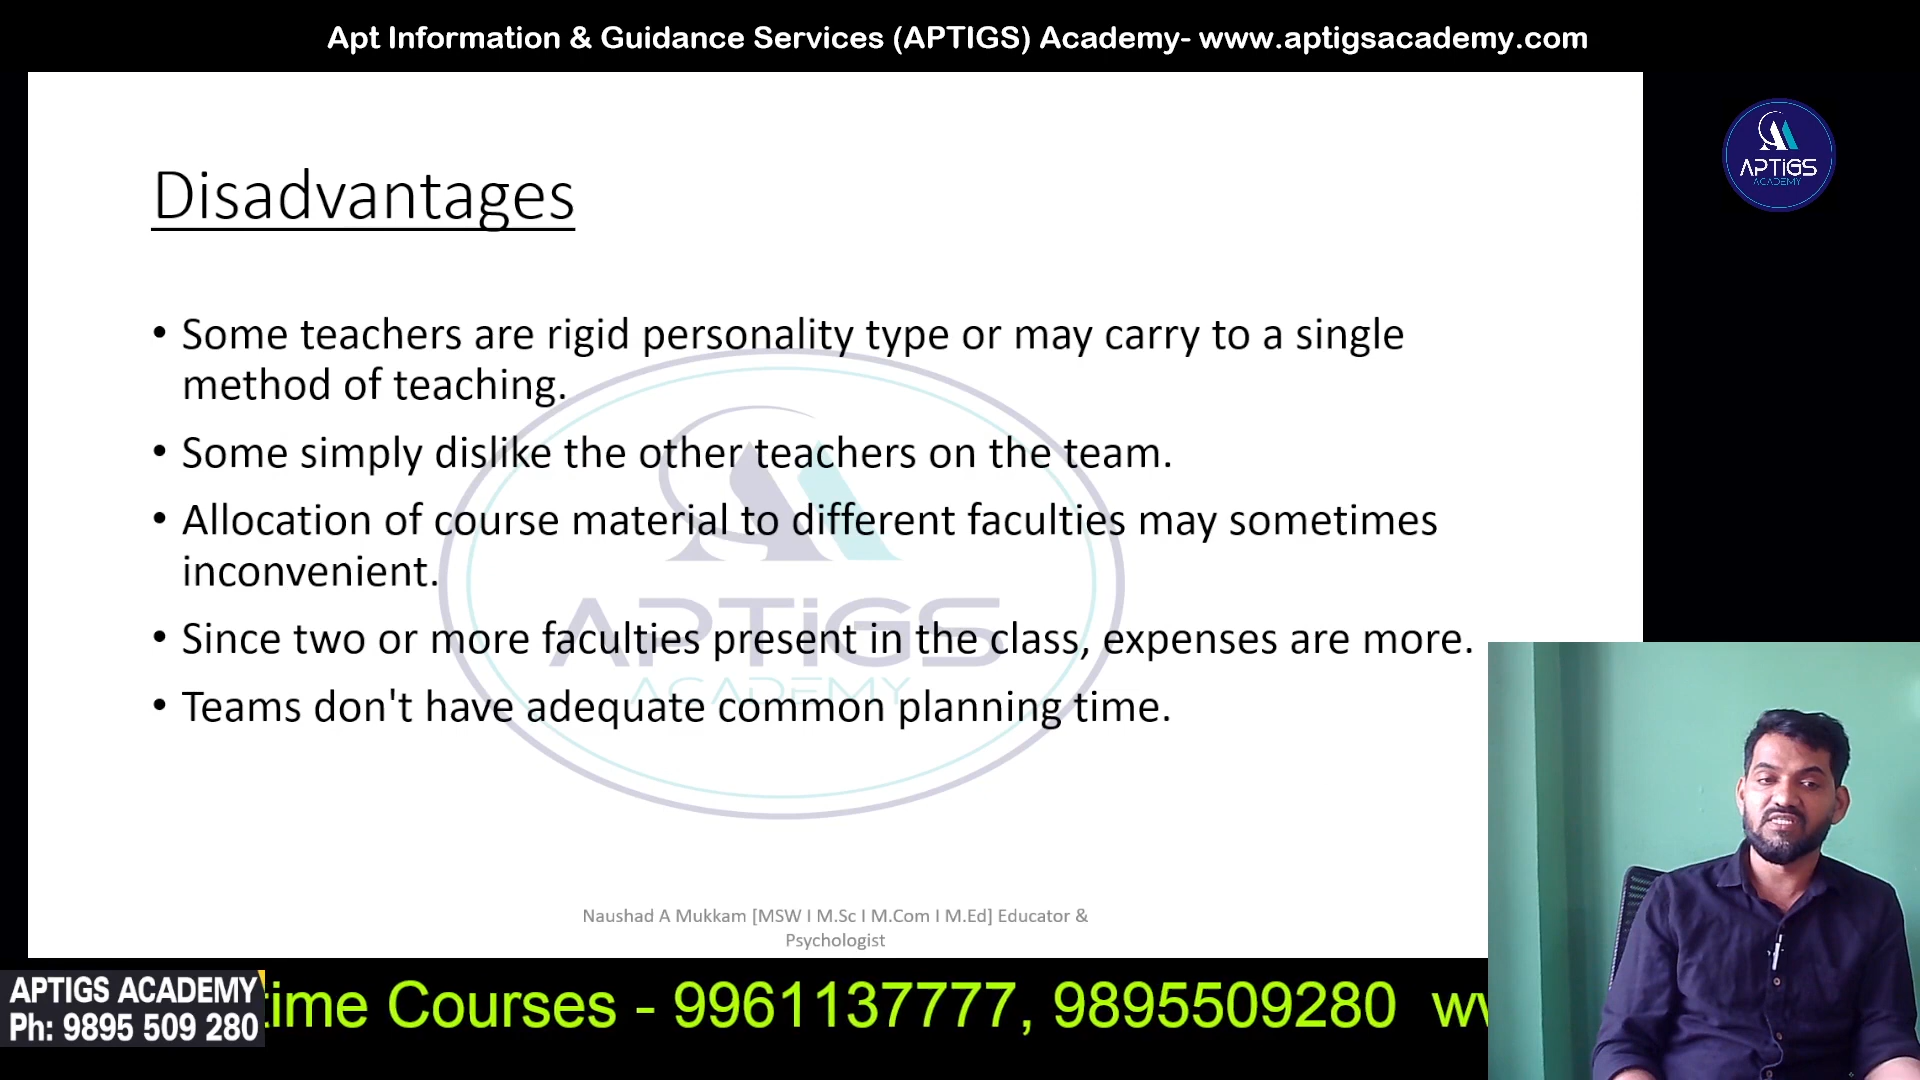 Apt Information & Guidance Services (APTIGS) Academy- www.aptigsacademy.com
APTiGS
ACADEMY
Disadvantages
• Some teachers are rigid personality type or may carry to a single
method of teaching.
• Some simply dislike the other teachers on the team.
• Allocation of course material to different faculties may sometimes
inconvenient.
• Since two or more faculties present in the class, expenses are more.
• Teams don't have adequate common planning time.
APTiGS
ACADEMY
Naushad A Mukkam [MSW I M.Sc I M.Com I M.Ed] Educator &
Psychologist
APTIGS ACADEMY
Ph: 9895 509 280
time Courses - 9961137777, 9895509280